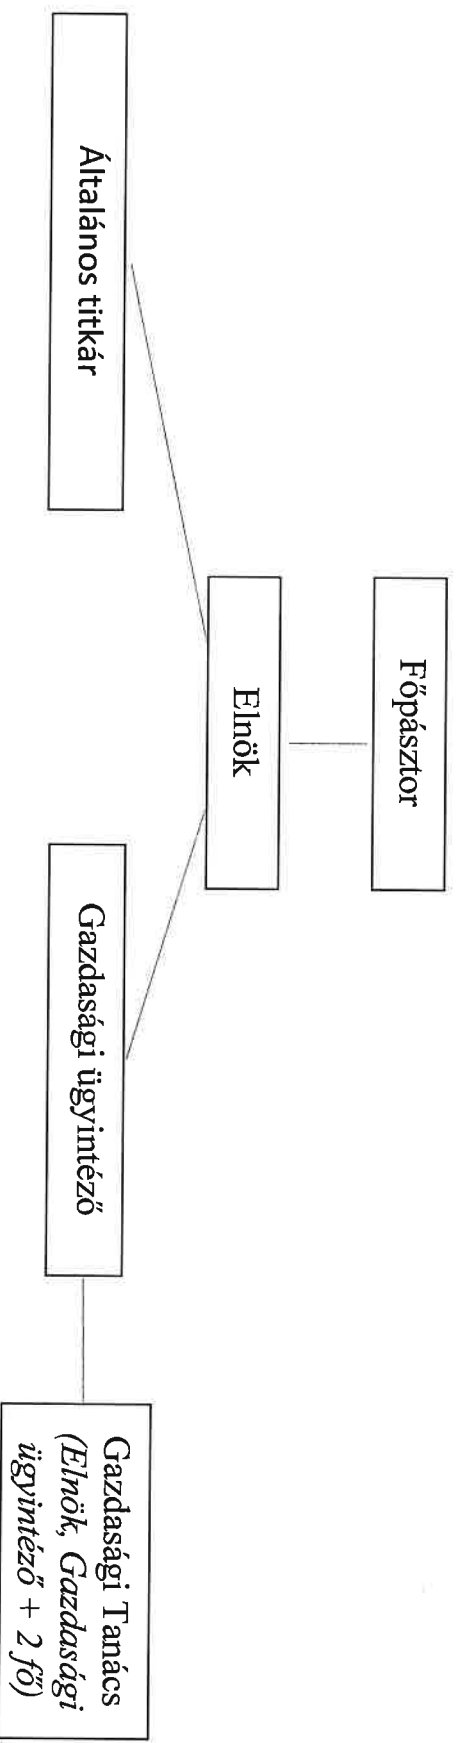 Főpásztor
Elnök
Általános titkár
Gazdasági ügyintéző
Gazdasági Tanács
(Elnök, Gazdasági
ügyintéző + 2 fő)